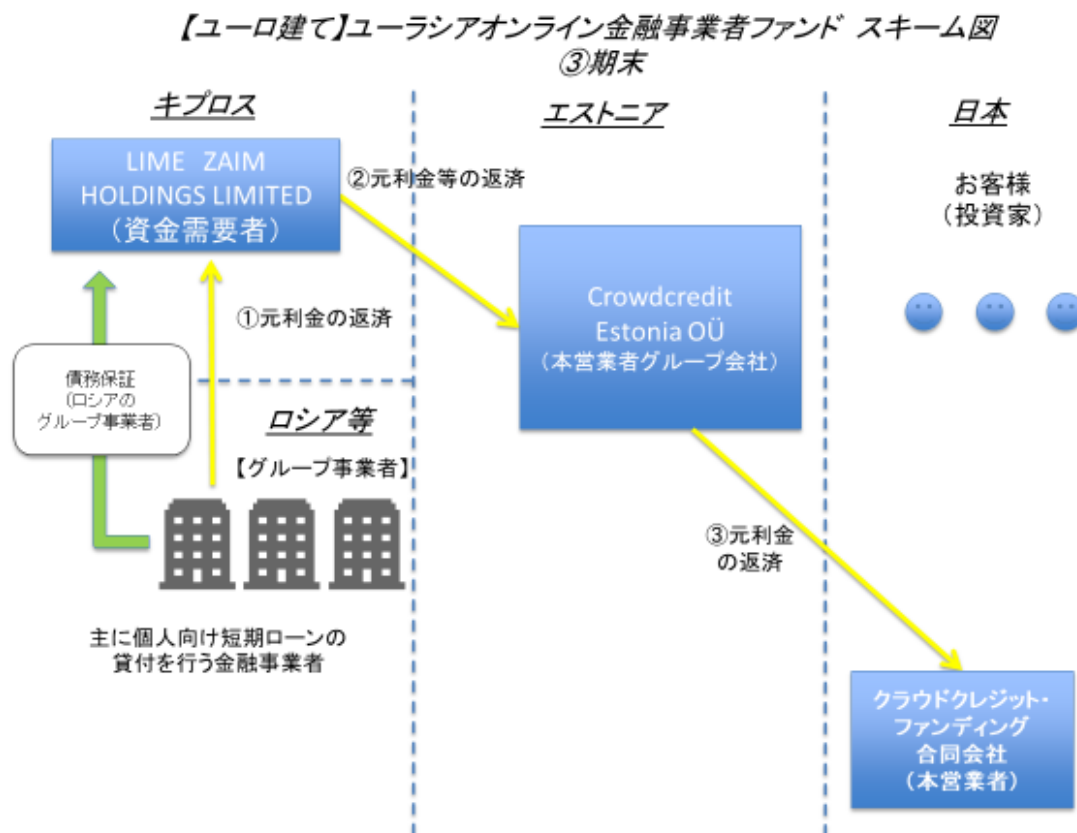 【ユーロ建て】ユーラシアオンライン金融事業者ファンド スキーム図
③期末
キプロス
エストニア
日本
LIME ZAIM
HOLDINGS LIMITED
（資金需要者）
②元利金等の返済
お客様
（投資家）
Crowdcredit
Estonia OÜ
（本営業者グループ会社）
①元利金の返済
債務保証
(ロシアの
グループ事業者)
ロシア等
【グループ事業者】
③元利金
の返済
主に個人向け短期ローンの
貸付を行う金融事業者
クラウドクレジット・
ファンディング
合同会社
（本営業者）